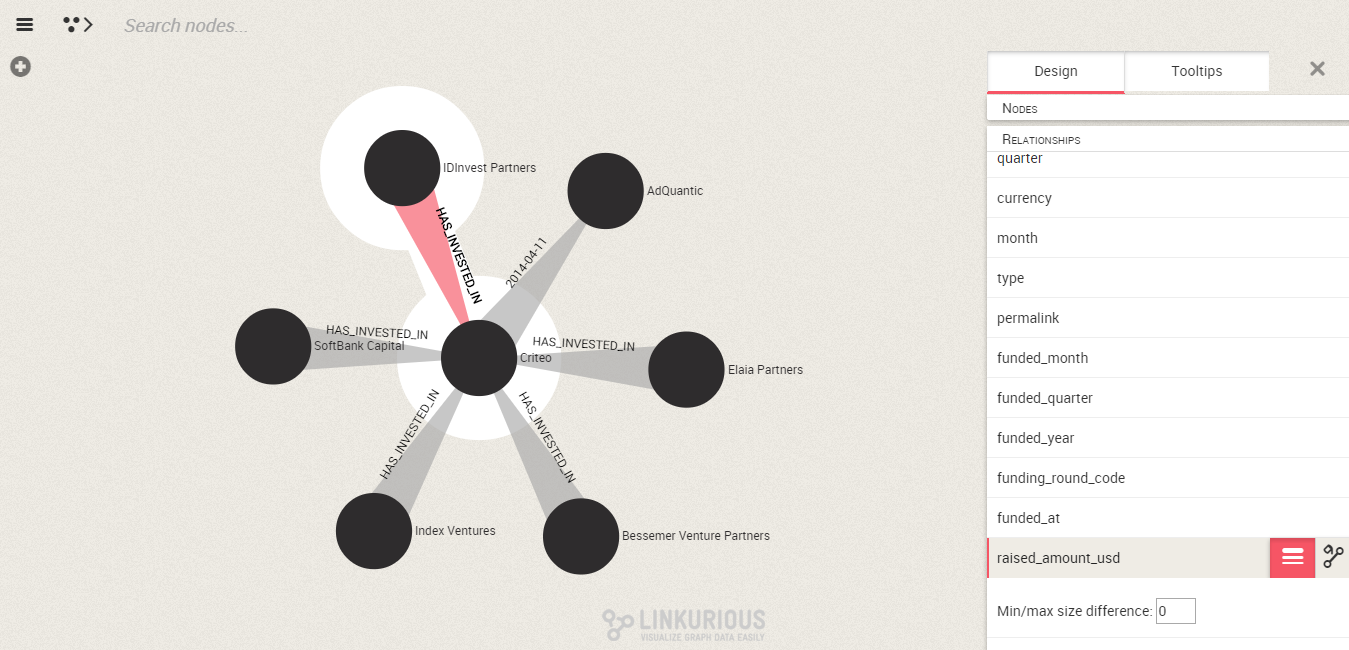 Search nodes...
Design
Tooltips
Nodes
Relationships
quarter
currency
month
type
permalink
funded_month
funded_quarter
funded_year
funding_round_code
funded_at
raised_amount_usd
Min/max size difference: 0
IDInvest Partners
AdQuantic
HAS_INVESTED_IN
2014-04-11
HAS_INVESTED_IN
SoftBank Capital
HAS_INVESTED_IN
Criteo
Elaia Partners
HAS_INVESTED_IN
HAS_INVESTED_IN
Index Ventures
Bessemer Venture Partners
LINKURIOUS
VISUALIZE GRAPH DATA EASILY